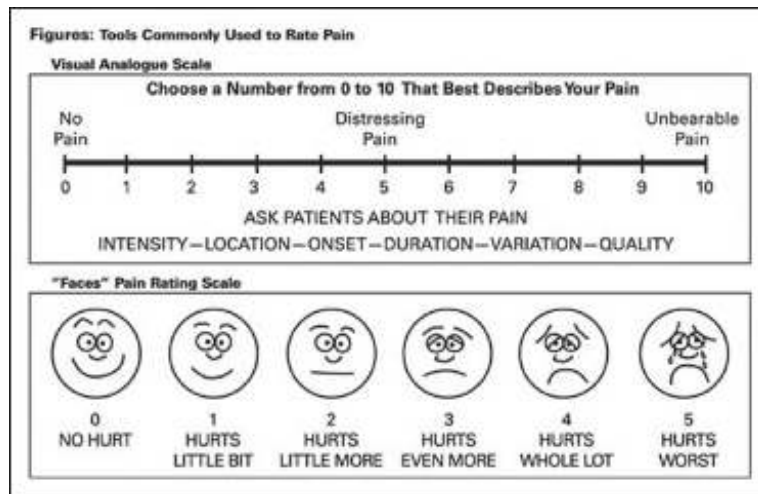 Figures: Tools Commonly Used to Rate Pain
Visual Analogue Scale
Choose a Number from 0 to 10 That Best Describes Your Pain
No Pain
Distressing Pain
Unbearable Pain
0 1 2 3 4 5 6 7 8 9 10
ASK PATIENTS ABOUT THEIR PAIN
INTENSITY—LOCATION—ONSET—DURATION—VARIATION—QUALITY
"Faces" Pain Rating Scale
0
NO HURT
1
HURTS
LITTLE BIT
2
HURTS
LITTLE MORE
3
HURTS
EVEN MORE
4
HURTS
WHOLE LOT
5
HURTS
WORST